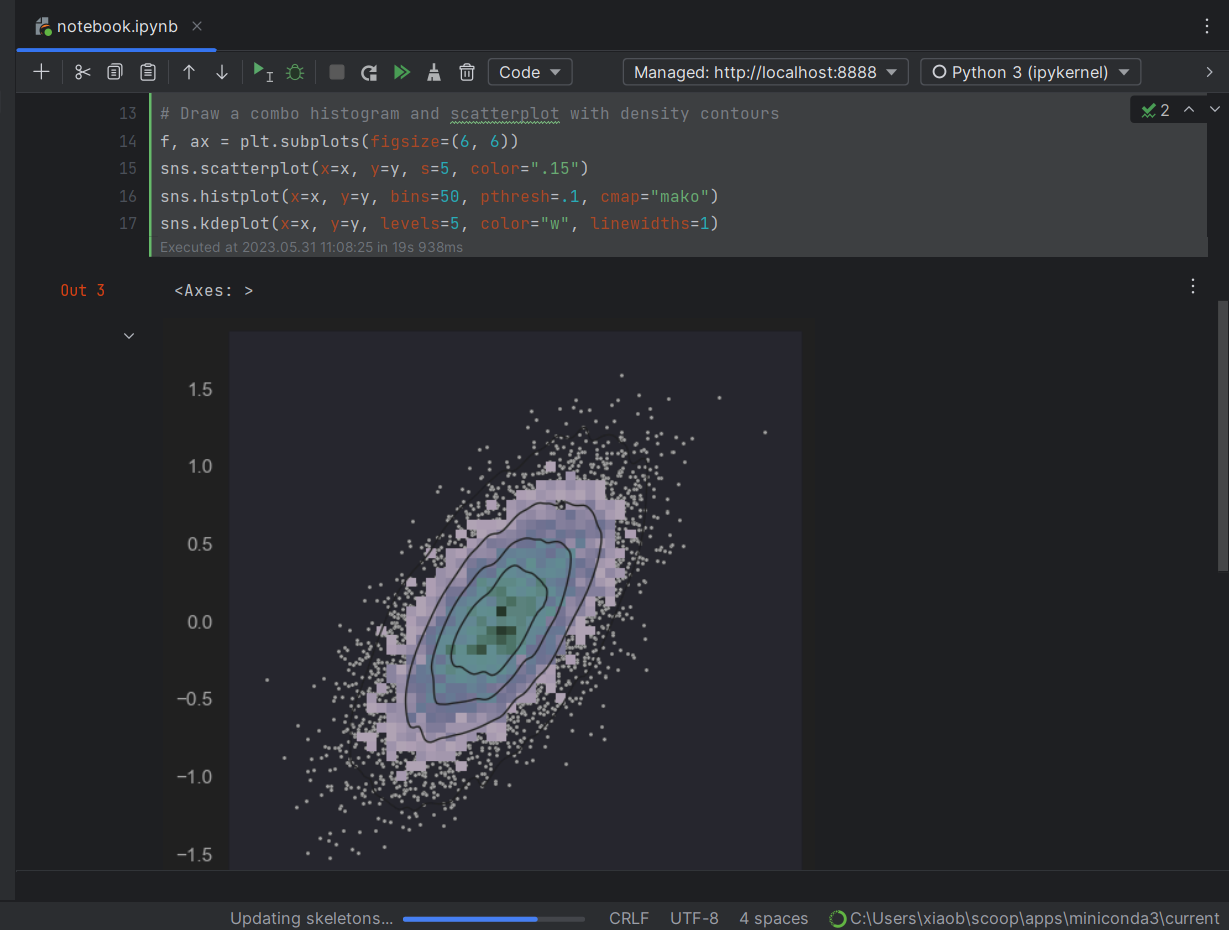 notebook.ipynb
Code
Managed: http://localhost:8888
Python 3 (ipykernel)
2
13 # Draw a combo histogram and scatterplot with density contours
14 f, ax = plt.subplots(figsize=(6, 6))
15 sns.scatterplot(x=x, y=y, s=5, color=".15")
16 sns.histplot(x=x, y=y, bins=50, pthresh=.1, cmap="mako")
17 sns.kdeplot(x=x, y=y, levels=5, color="w", linewidths=1)
Executed at 2023.05.31 11:08:25 in 19s 938ms
Out 3 <Axes: >
1.5
1.0
0.5
0.0
−0.5
−1.0
−1.5
Updating skeletons... CRLF UTF-8 4 spaces C:\Users\xiaob\scoop\apps\miniconda3\current